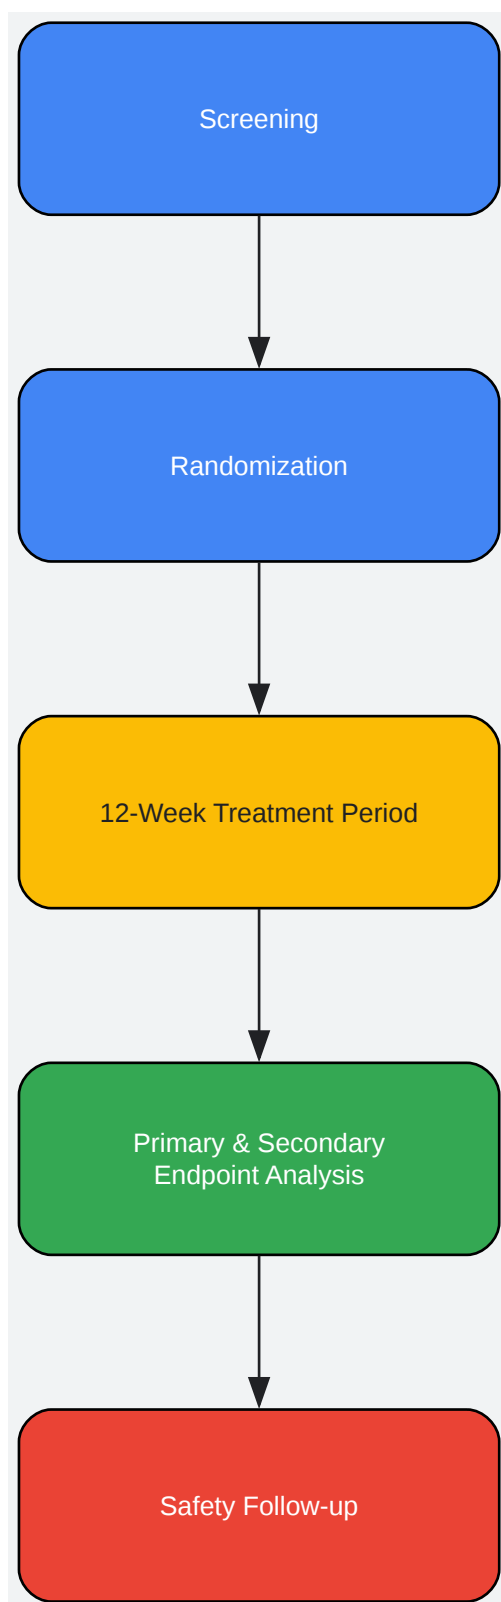 Screening
Randomization
12-Week Treatment Period
Primary & Secondary
Endpoint Analysis
Safety Follow-up